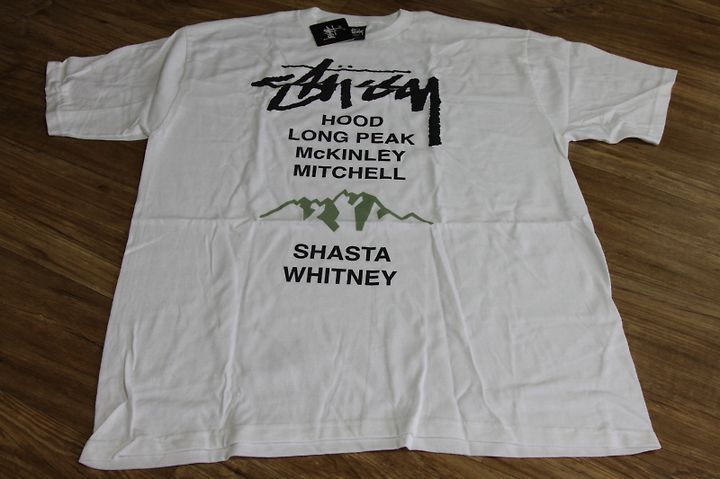 Stüssy
HOOD
LONG PEAK
McKINLEY
MITCHELL
SHASTA
WHITNEY